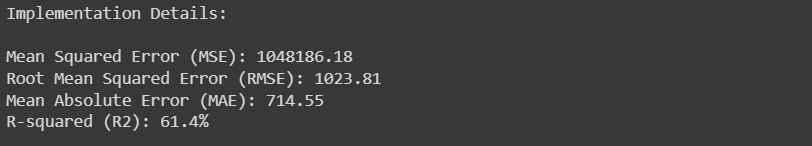 Implementation Details:
Mean Squared Error (MSE): 1048186.18
Root Mean Squared Error (RMSE): 1023.81
Mean Absolute Error (MAE): 714.55
R-squared (R2): 61.4%